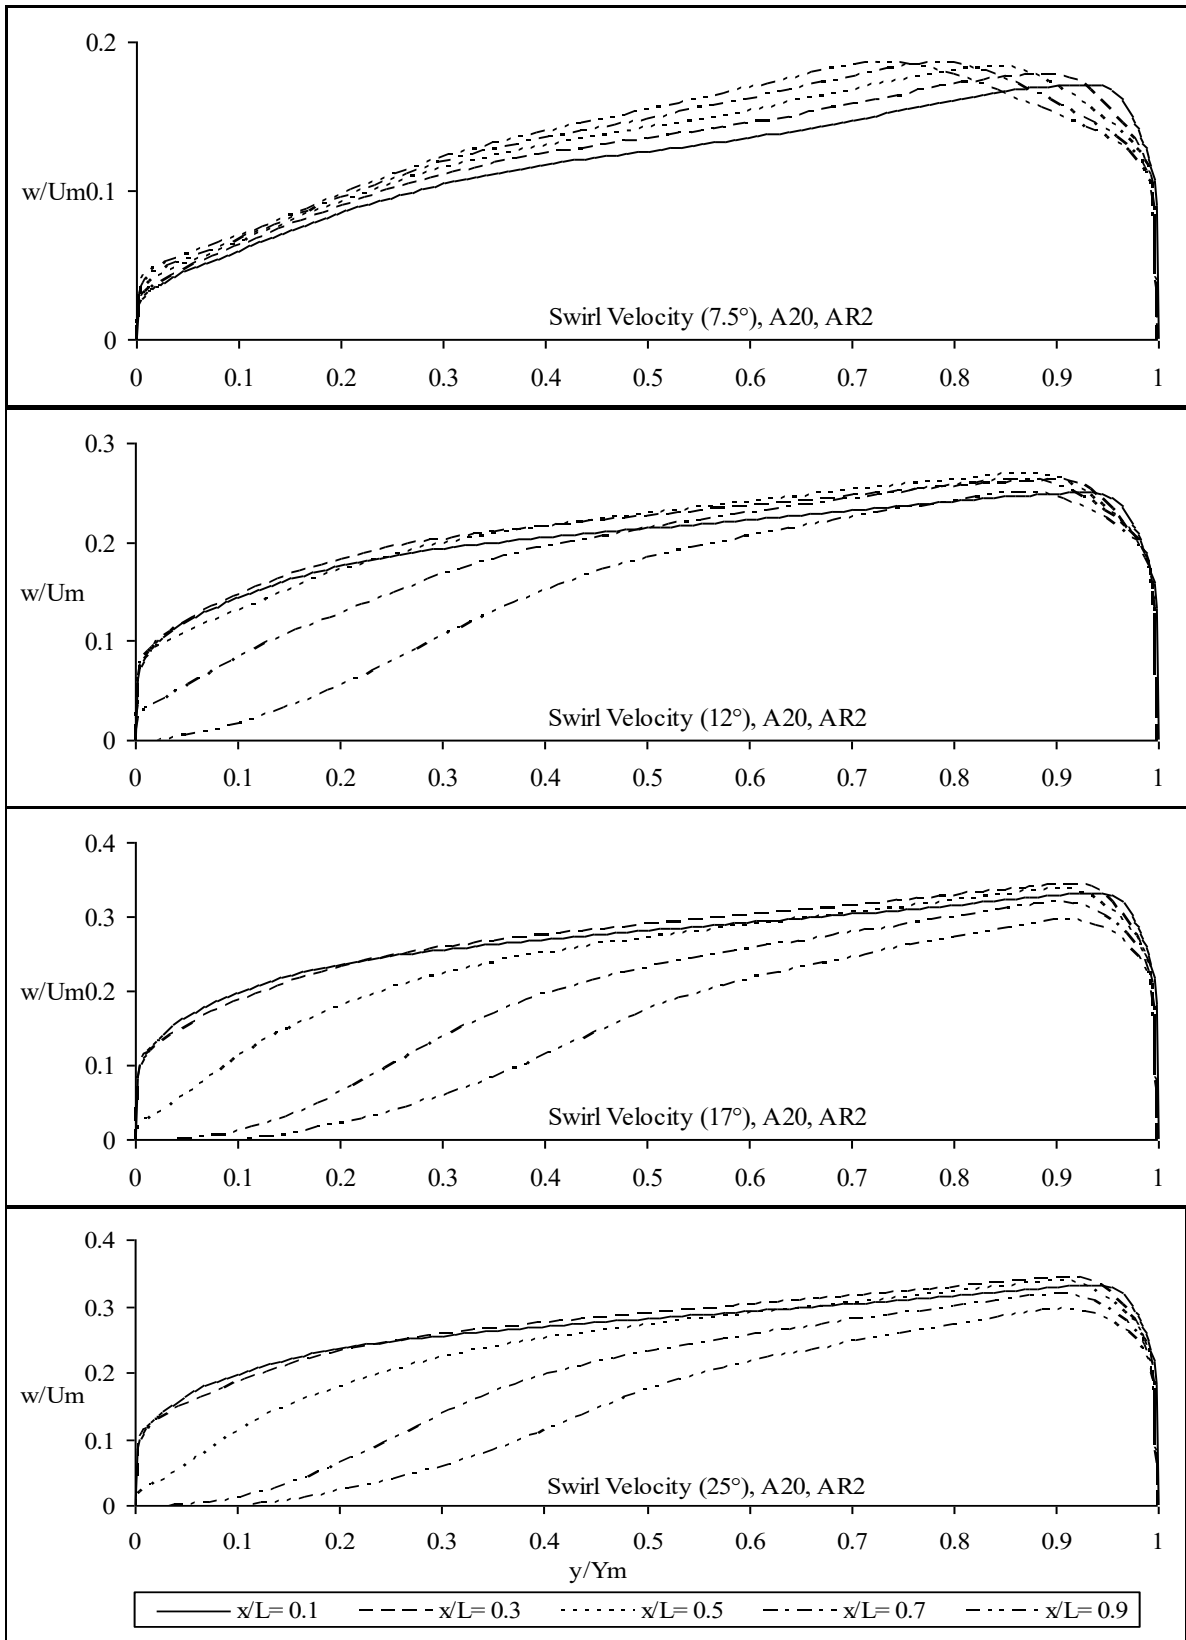 0.2
w/Um0.1
Swirl Velocity (7.5°), A20, AR2
0
0 0.1 0.2 0.3 0.4 0.5 0.6 0.7 0.8 0.9 1
0.3
0.2
w/Um
0.1
Swirl Velocity (12°), A20, AR2
0
0 0.1 0.2 0.3 0.4 0.5 0.6 0.7 0.8 0.9 1
0.4
0.3
w/Um0.2
0.1
Swirl Velocity (17°), A20, AR2
0
0 0.1 0.2 0.3 0.4 0.5 0.6 0.7 0.8 0.9 1
0.4
0.3
0.2
w/Um
0.1
Swirl Velocity (25°), A20, AR2
0
0 0.1 0.2 0.3 0.4 0.5 0.6 0.7 0.8 0.9 1
y/Ym
x/L= 0.1 x/L= 0.3 x/L= 0.5 x/L= 0.7 x/L= 0.9